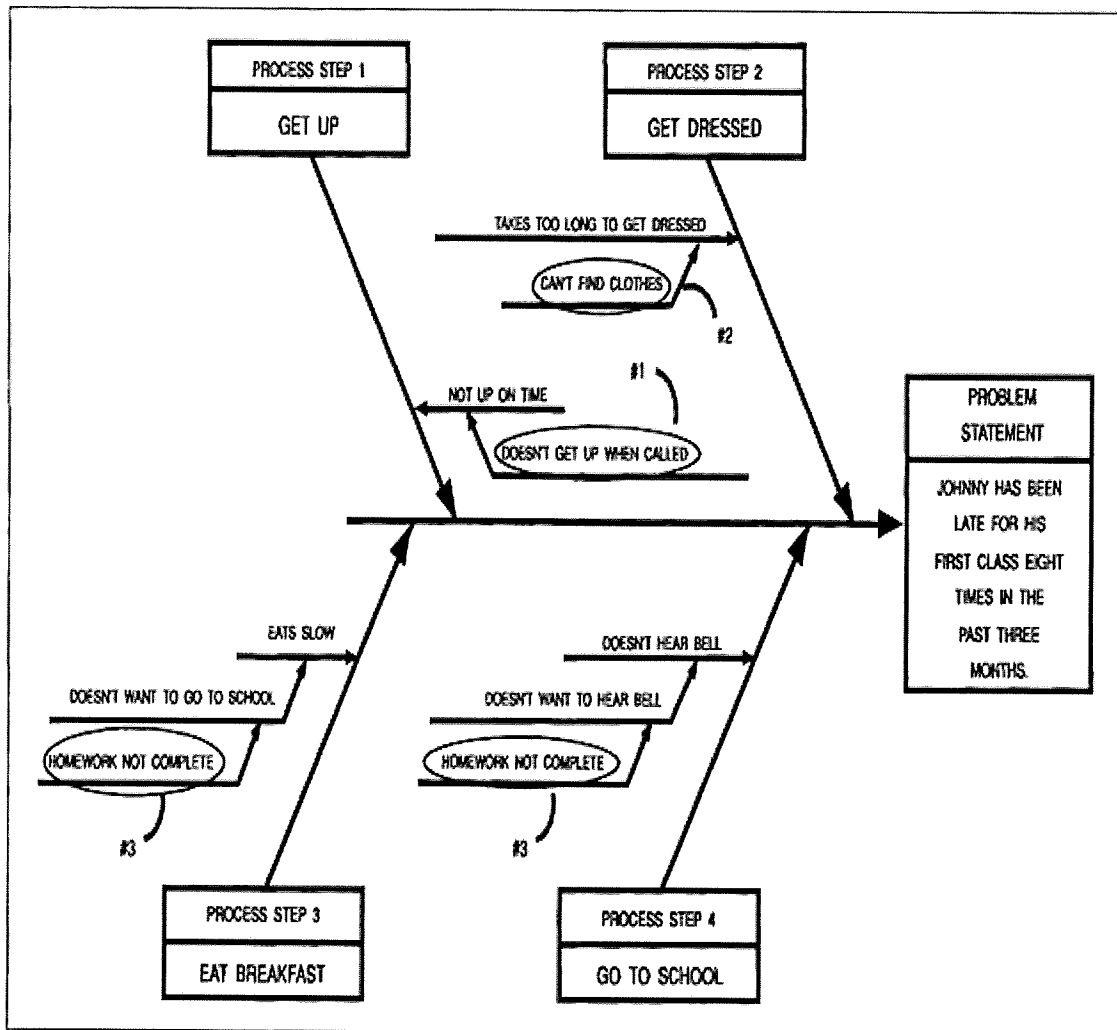 PROCESS STEP 1
GET UP
PROCESS STEP 2
GET DRESSED
TAKES TOO LONG TO GET DRESSED
CAN'T FIND CLOTHES
#2
#1
NOT UP ON TIME
DOESN'T GET UP WHEN CALLED
PROBLEM
STATEMENT
JOHNNY HAS BEEN
LATE FOR HIS
FIRST CLASS EIGHT
TIMES IN THE
PAST THREE
MONTHS.
EATS SLOW
DOESN'T WANT TO GO TO SCHOOL
HOMEWORK NOT COMPLETE
#3
DOESN'T HEAR BELL
DOESN'T WANT TO HEAR BELL
HOMEWORK NOT COMPLETE
#3
PROCESS STEP 3
EAT BREAKFAST
PROCESS STEP 4
GO TO SCHOOL